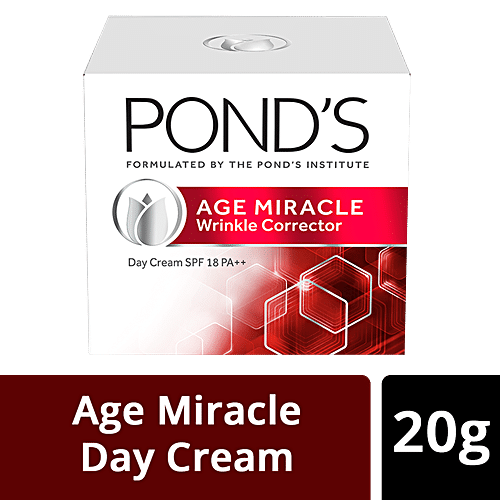 POND'S
FORMULATED BY THE POND'S INSTITUTE
AGE MIRACLE
Wrinkle Corrector
Day Cream SPF 18 PA++
Age Miracle
Day Cream
20g